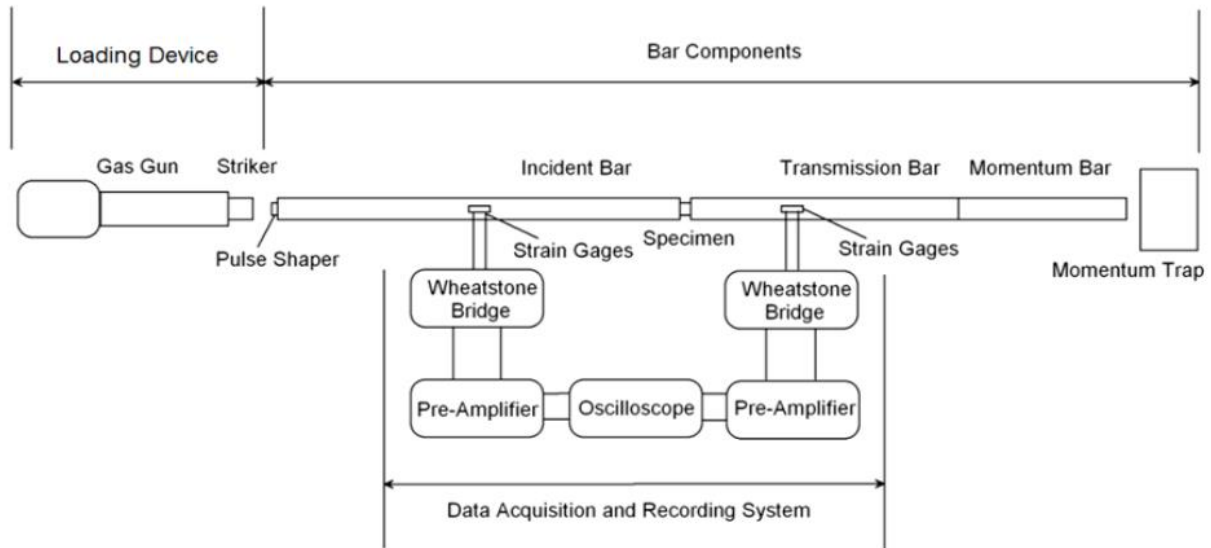 Loading Device
Bar Components
Gas Gun
Striker
Incident Bar
Transmission Bar
Momentum Bar
Pulse Shaper
Strain Gages
Specimen
Strain Gages
Momentum Trap
Wheatstone
Bridge
Wheatstone
Bridge
Pre-Amplifier
Oscilloscope
Pre-Amplifier
Data Acquisition and Recording System